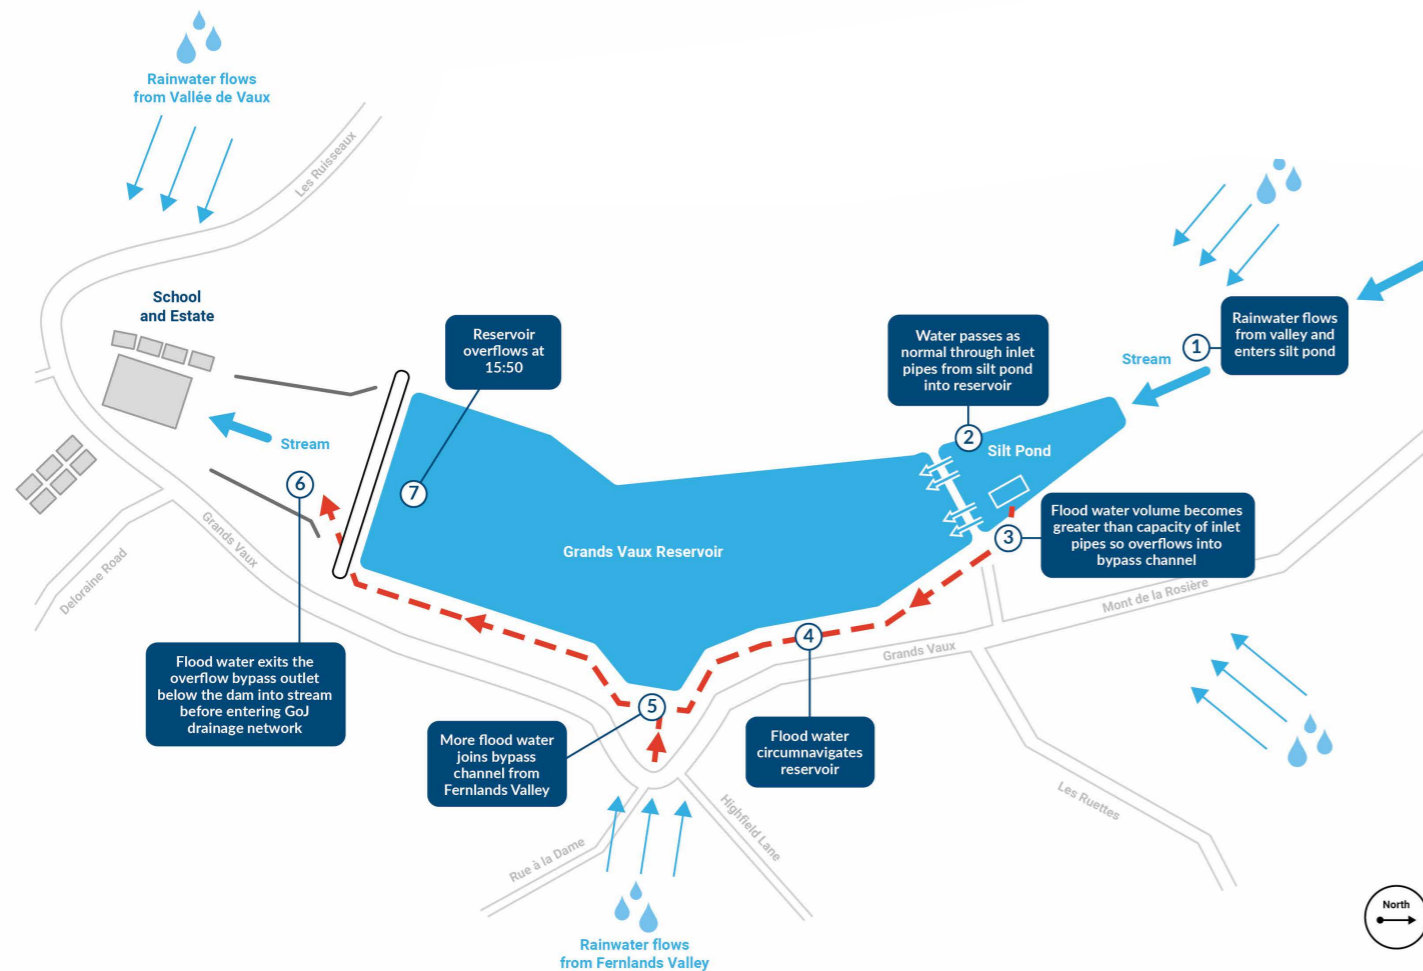 Rainwater flows
from Vallée de Vaux
Les Ruisseaux
School
and Estate
Reservoir
overflows at
15:50
Water passes as
normal through inlet
pipes from silt pond
into reservoir
Rainwater flows
from valley and
enters silt pond
1
Stream
2
Silt Pond
Stream
6
7
Grands Vaux Reservoir
3
Flood water volume becomes
greater than capacity of inlet
pipes so overflows into
bypass channel
Grands Vaux
Deloraine Road
Mont de la Rosière
4
Grands Vaux
Flood water exits the
overflow bypass outlet
below the dam into stream
before entering GoJ
drainage network
5
More flood water
joins bypass
channel from
Fernlands Valley
Flood water
circumnavigates
reservoir
Les Ruettes
Highfield Lane
Rue à la Dame
North
Rainwater flows
from Fernlands Valley